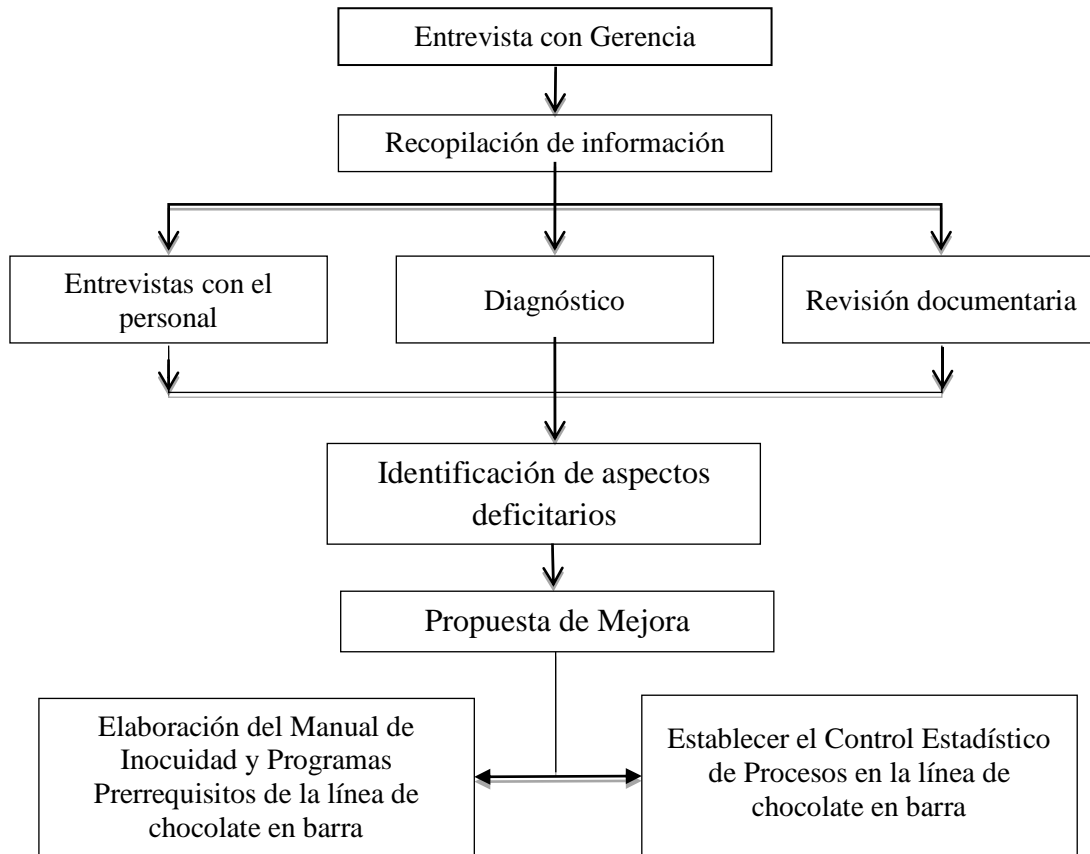 Entrevista con Gerencia
Recopilación de información
Entrevistas con el
personal
Diagnóstico
Revisión documentaria
Identificación de aspectos
deficitarios
Propuesta de Mejora
Elaboración del Manual de
Inocuidad y Programas
Prerrequisitos de la línea de
chocolate en barra
Establecer el Control Estadístico
de Procesos en la línea de
chocolate en barra